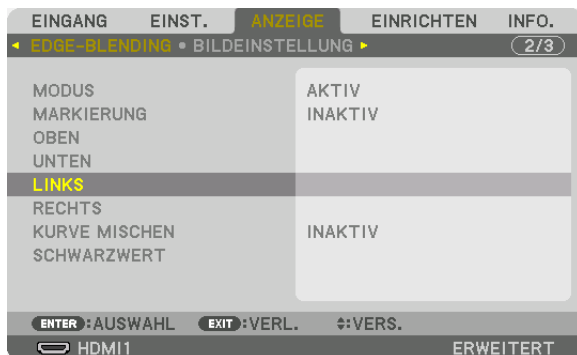 EINGANG EINST. ANZEIGE EINRICHTEN INFO.
EDGE-BLENDING • BILDEINSTELLUNG 2/3
MODUS AKTIV
MARKIERUNG INAKTIV
OBEN
UNTEN
LINKS
RECHTS
KURVE MISCHEN INAKTIV
SCHWARZWERT
ENTER :AUSWAHL EXIT :VERL. :VERS.
HDMI1 ERWEITERT